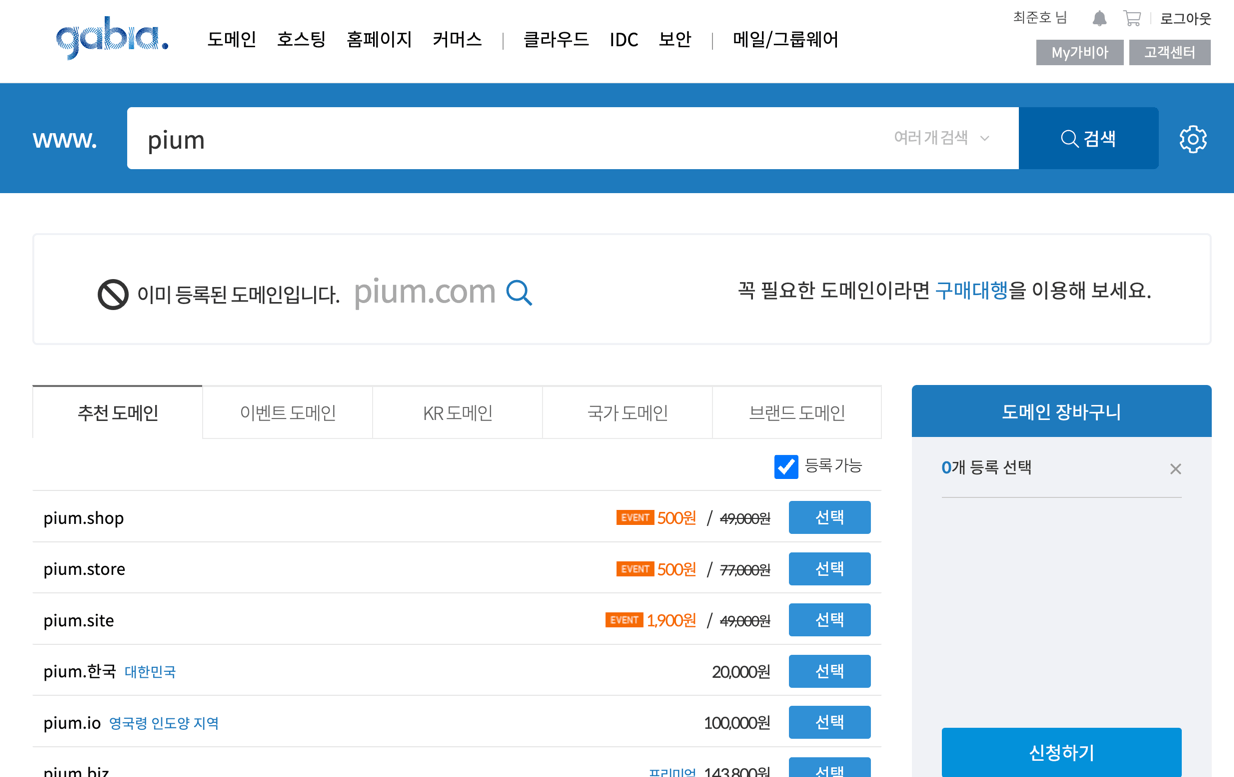 최준호 님 로그아웃
gabia. 도메인 호스팅 홈페이지 커머스 | 클라우드 IDC 보안 | 메일/그룹웨어
My가비아 고객센터
www. pium 여러 개 검색 검색
이미 등록된 도메인입니다. pium.com 꼭 필요한 도메인이라면 구매대행을 이용해 보세요.
추천 도메인 이벤트 도메인 KR 도메인 국가 도메인 브랜드 도메인
도메인 장바구니
등록 가능
0개 등록 선택
pium.shop EVENT 500원 / 49,000원 선택
pium.store EVENT 500원 / 77,000원 선택
pium.site EVENT 1,900원 / 49,000원 선택
pium.한국 대한민국 20,000원 선택
pium.io 영국령 인도양 지역 100,000원 선택
신청하기
pium.biz 프리미엄 143,800원 선택